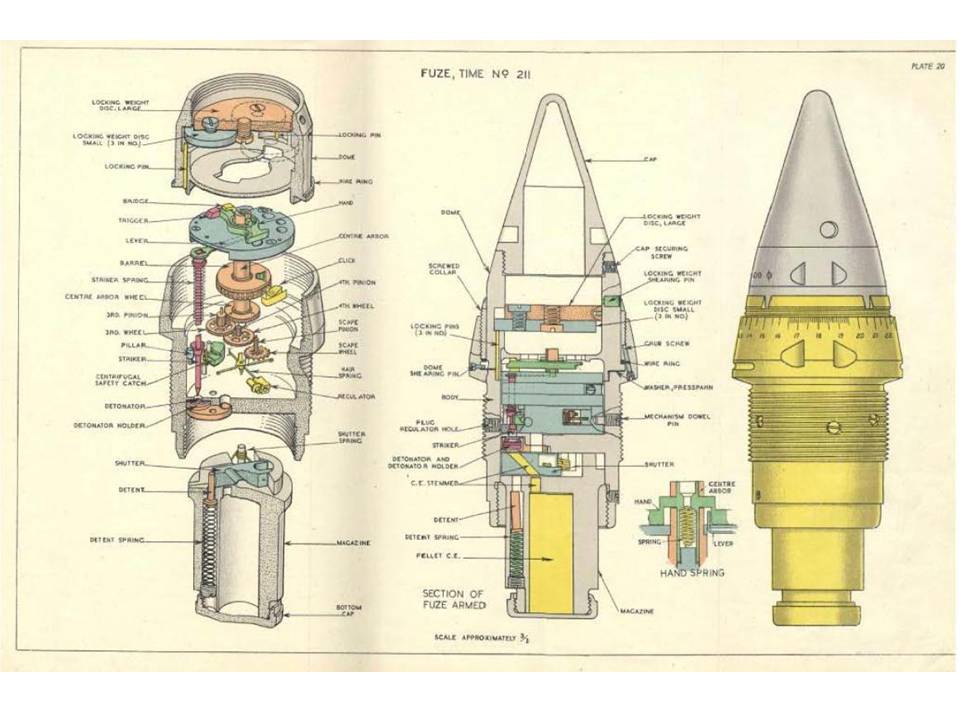 FUZE, TIME Nº 211
PLATE 20
LOCKING WEIGHT
DISC, LARGE
LOCKING WEIGHT DISC
SMALL (3 IN NO.)
LOCKING PIN
BRIDGE
TRIGGER
LEVER
BARREL
STRIKER SPRING
CENTRE ARBOR WHEEL
3RD. PINION
3RD. WHEEL
PILLAR
STRIKER
CENTRIFUGAL
SAFETY CATCH
DETONATOR
DETONATOR HOLDER
SHUTTER
DETENT
DETENT SPRING
LOCKING PIN
DOME
WIRE RING
HAND
CENTRE ARBOR
CLICK
4TH PINION
4TH WHEEL
SCAPE
PINION
SCAPE
WHEEL
HAIR
SPRING
REGULATOR
SHUTTER
SPRING
MAGAZINE
BOTTOM
CAP
DOME
SCREWED
COLLAR
LOCKING PINS
(3 IN NO.)
DOME
SHEARING PIN
BODY
PLUG
REGULATOR HOLE
STRIKER
DETONATOR AND
DETONATOR HOLDER
C.E. STEMMED
DETENT
DETENT SPRING
PELLET C.E.
SECTION OF
FUZE ARMED
CAP
LOCKING WEIGHT
DISC, LARGE
CAP SECURING
SCREW
LOCKING WEIGHT
SHEARING PIN
LOCKING WEIGHT
DISC SMALL
(3 IN NO.)
GRUB SCREW
WIRE RING
WASHER, PRESSPAHN
MECHANISM DOWEL
PIN
SHUTTER
MAGAZINE
CENTRE
ARBOR
HAND
SPRING
LEVER
HAND SPRING
SCALE APPROXIMATELY 3/2
14 15 16 17 18 19 20 21 22